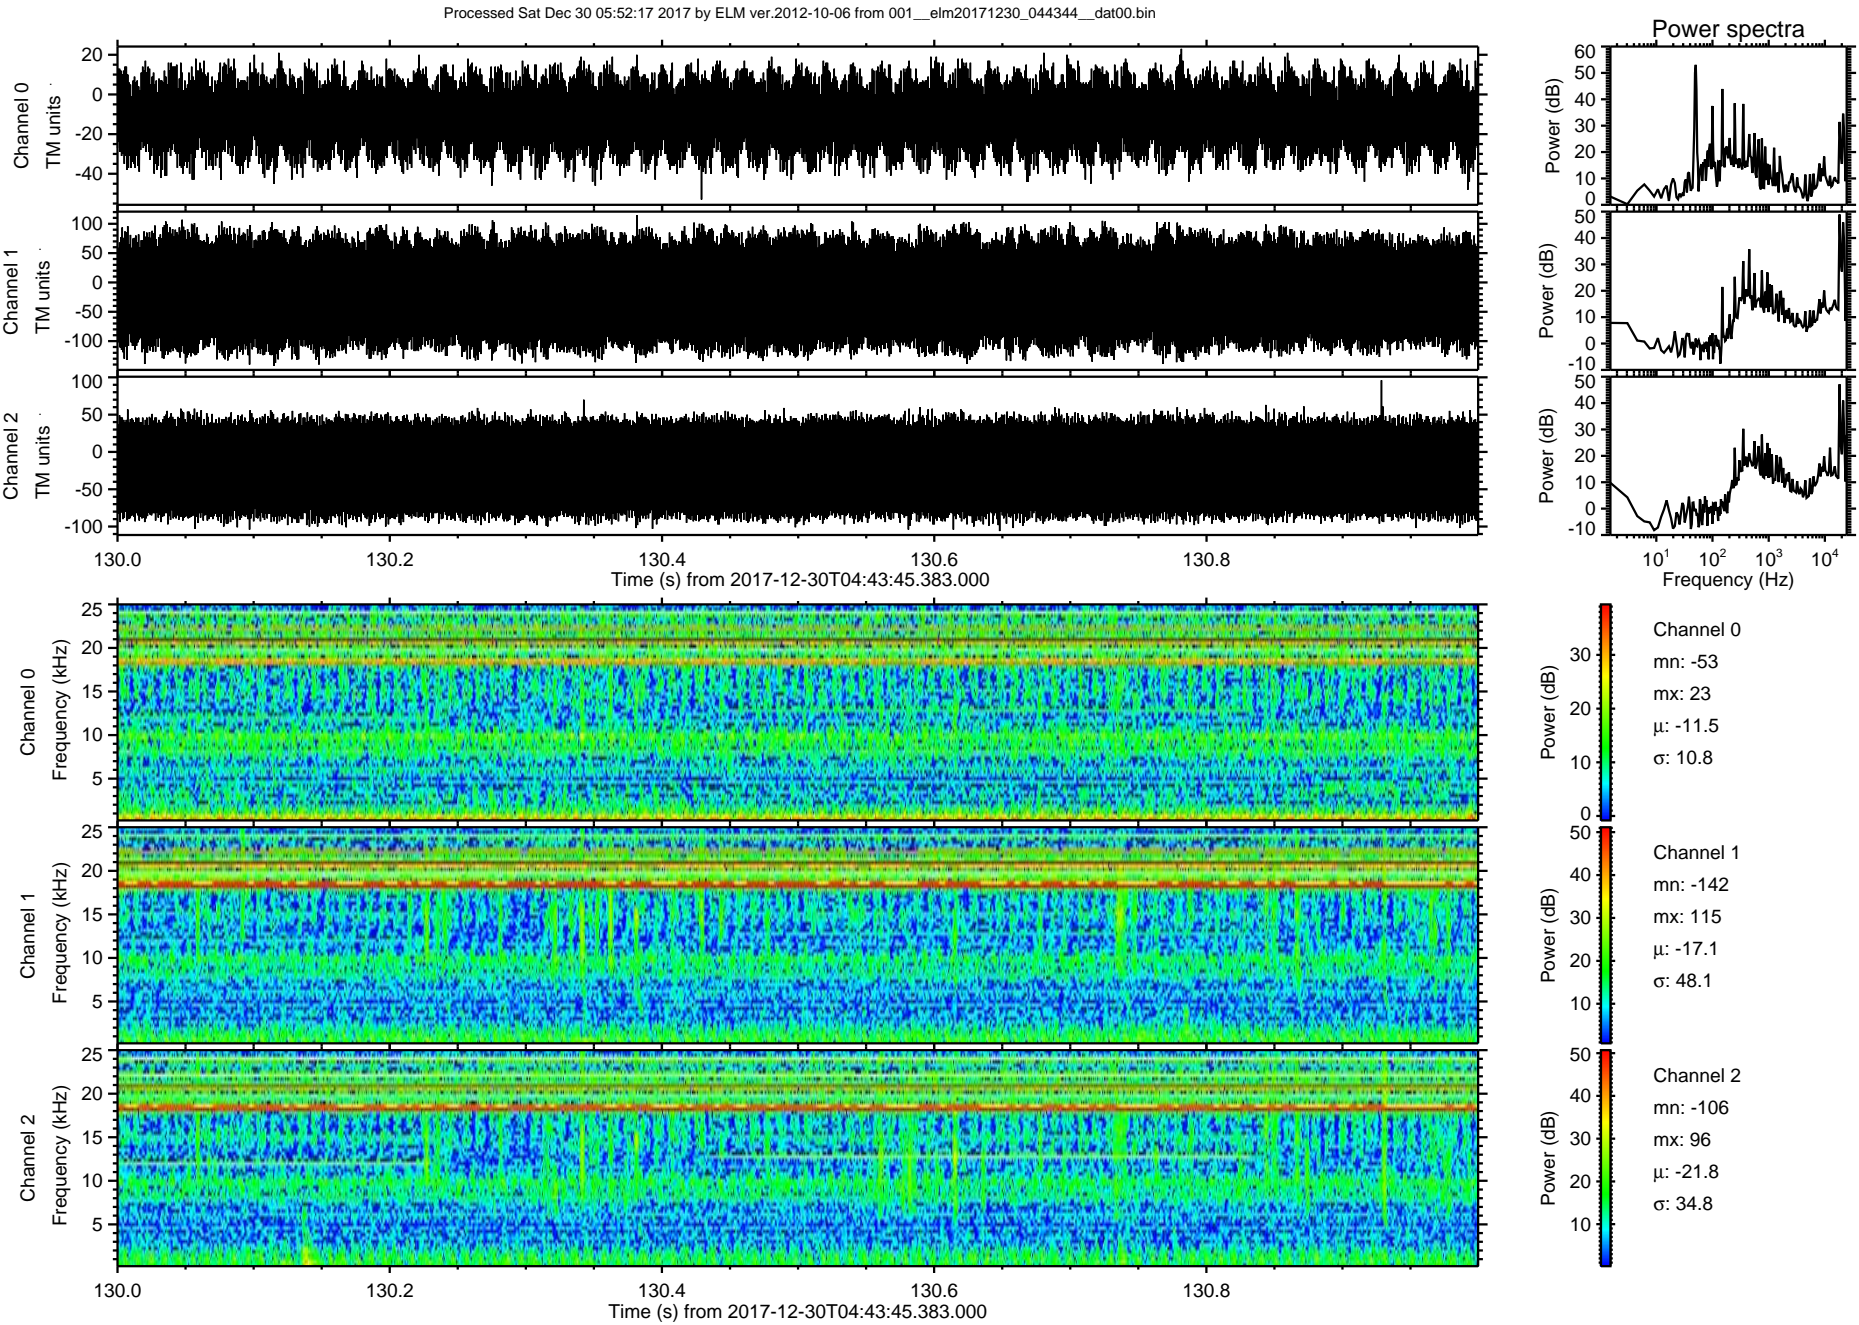 Processed Sat Dec 30 05:52:17 2017 by ELM ver.2012-10-06 from 001__elm20171230_044344__dat00.bin
Power spectra
Channel 0
TM units
20
0
-20
-40
Power (dB)
60
50
40
30
20
10
0
Channel 1
TM units
100
50
0
-50
-100
Power (dB)
50
40
30
20
10
0
-10
Channel 2
TM units
100
50
0
-50
-100
Power (dB)
50
40
30
20
10
0
-10
130.0 130.2 130.4 130.6 130.8
Time (s) from 2017-12-30T04:43:45.383.000
10¹ 10² 10³ 10⁴
Frequency (Hz)
Channel 0
Frequency (kHz)
25
20
15
10
5
Power (dB)
30
20
10
0
Channel 0
mn: -53
mx: 23
μ: -11.5
σ: 10.8
Channel 1
Frequency (kHz)
25
20
15
10
5
Power (dB)
50
40
30
20
10
Channel 1
mn: -142
mx: 115
μ: -17.1
σ: 48.1
Channel 2
Frequency (kHz)
25
20
15
10
5
Power (dB)
50
40
30
20
10
Channel 2
mn: -106
mx: 96
μ: -21.8
σ: 34.8
130.0 130.2 130.4 130.6 130.8
Time (s) from 2017-12-30T04:43:45.383.000